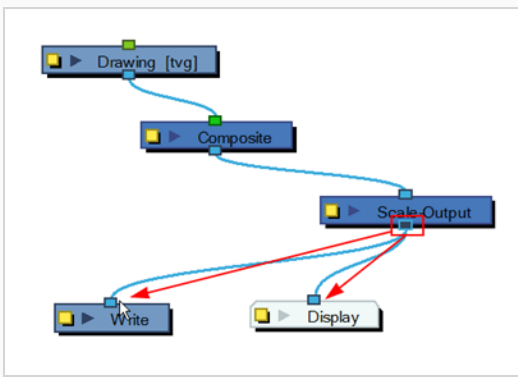 Drawing [tvg]
Composite
Scale-Output
Write
Display